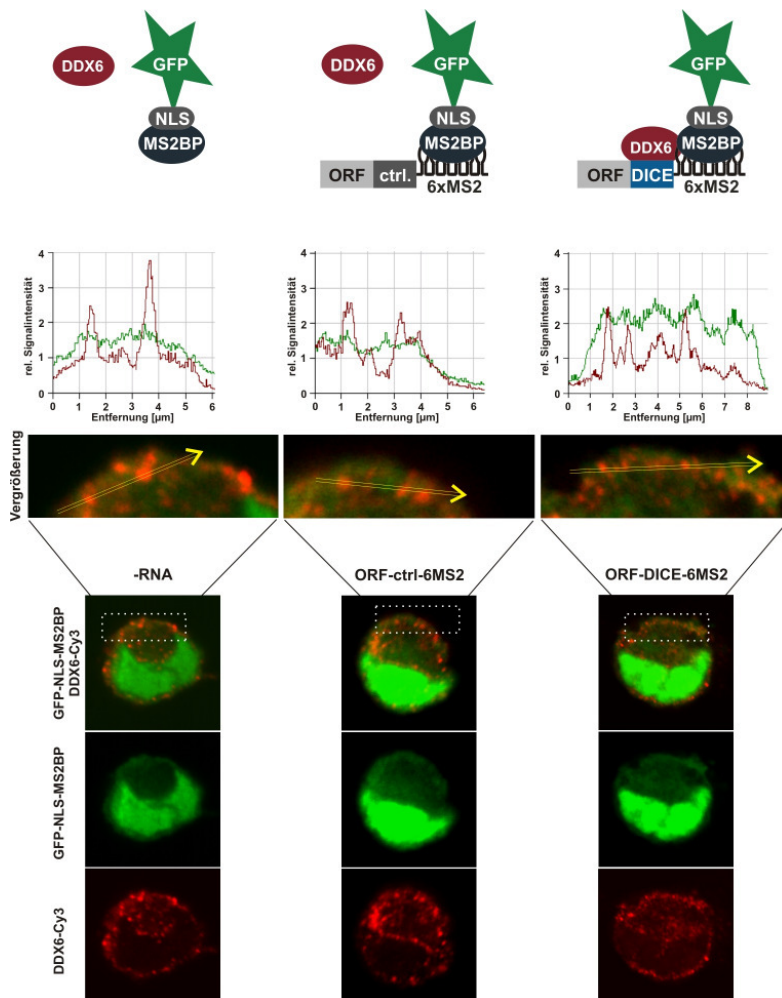 DDX6
GFP
NLS
MS2BP
DDX6
GFP
NLS
MS2BP
ORF ctrl.
6xMS2
GFP
NLS
DDX6 MS2BP
ORF DICE
6xMS2
rel. Signalintensität
4
3
2
1
0
0 1 2 3 4 5 6
Entfernung [µm]
rel. Signalintensität
4
3
2
1
0
0 1 2 3 4 5 6
Entfernung [µm]
rel. Signalintensität
4
3
2
1
0
0 1 2 3 4 5 6 7 8
Entfernung [µm]
Vergrößerung
-RNA
ORF-ctrl-6MS2
ORF-DICE-6MS2
GFP-NLS-MS2BP
DDX6-Cy3
GFP-NLS-MS2BP
DDX6-Cy3